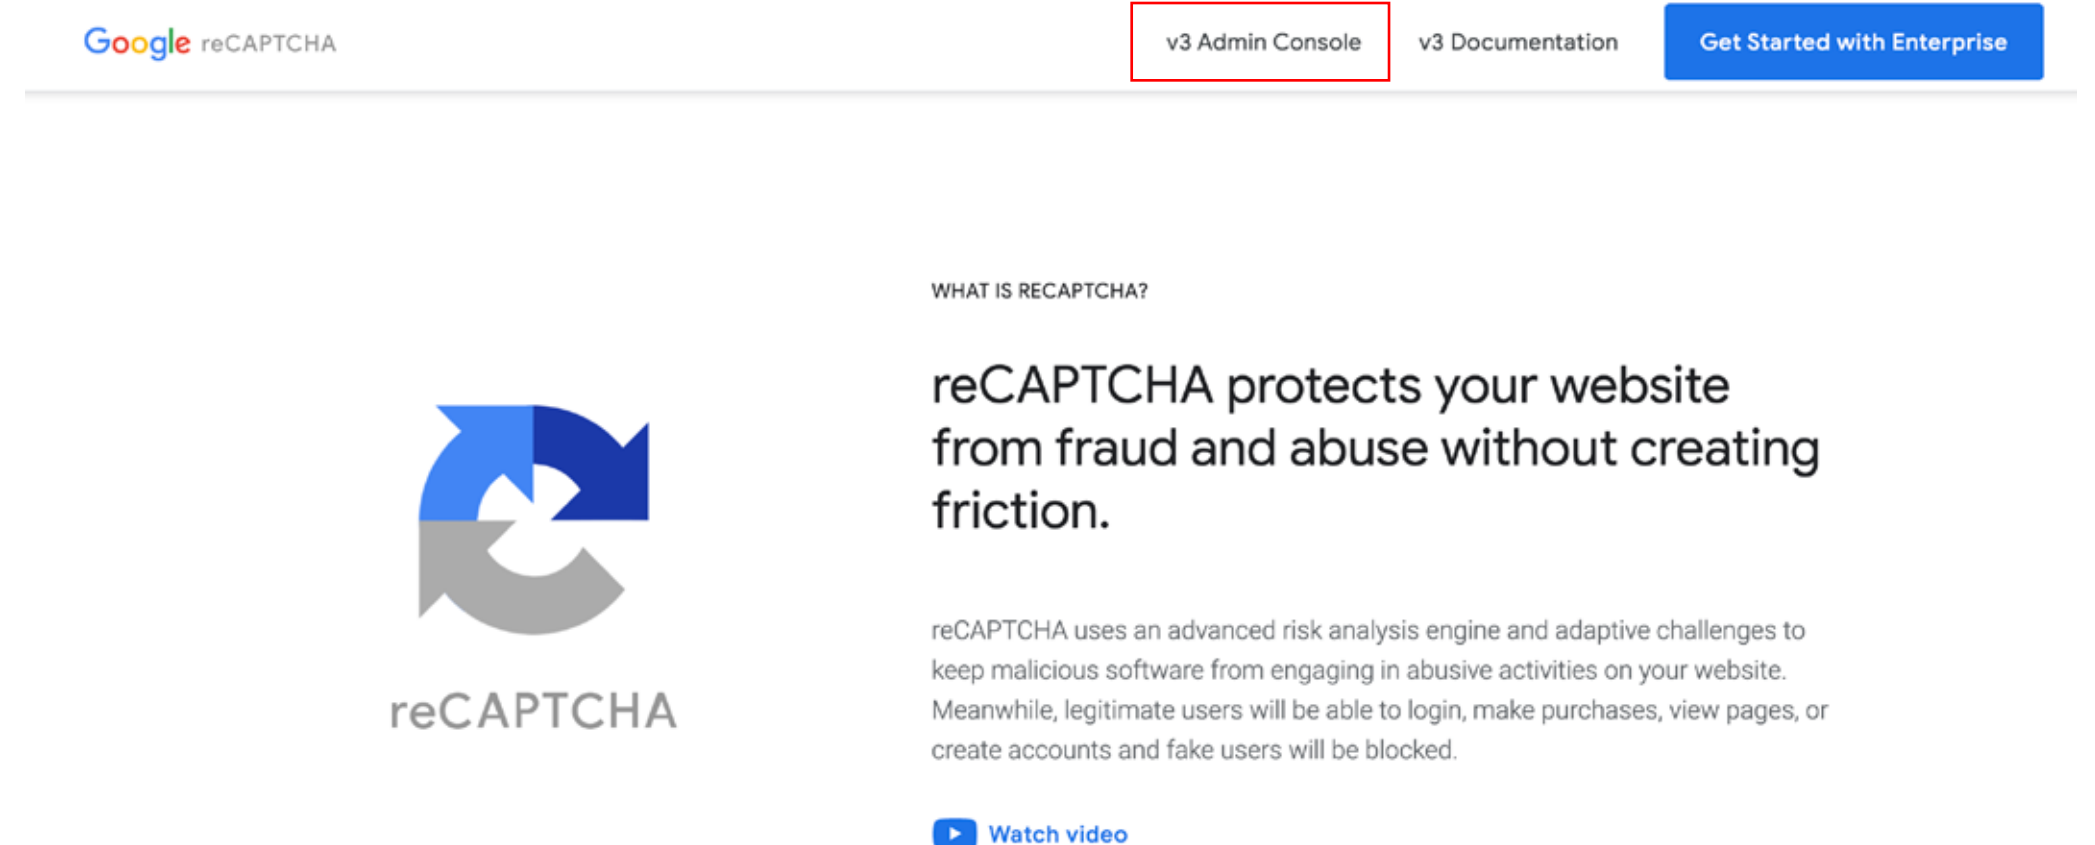 Google reCAPTCHA
v3 Admin Console
v3 Documentation
Get Started with Enterprise
WHAT IS RECAPTCHA?
reCAPTCHA protects your website
from fraud and abuse without creating
friction.
reCAPTCHA
reCAPTCHA uses an advanced risk analysis engine and adaptive challenges to
keep malicious software from engaging in abusive activities on your website.
Meanwhile, legitimate users will be able to login, make purchases, view pages, or
create accounts and fake users will be blocked.
Watch video